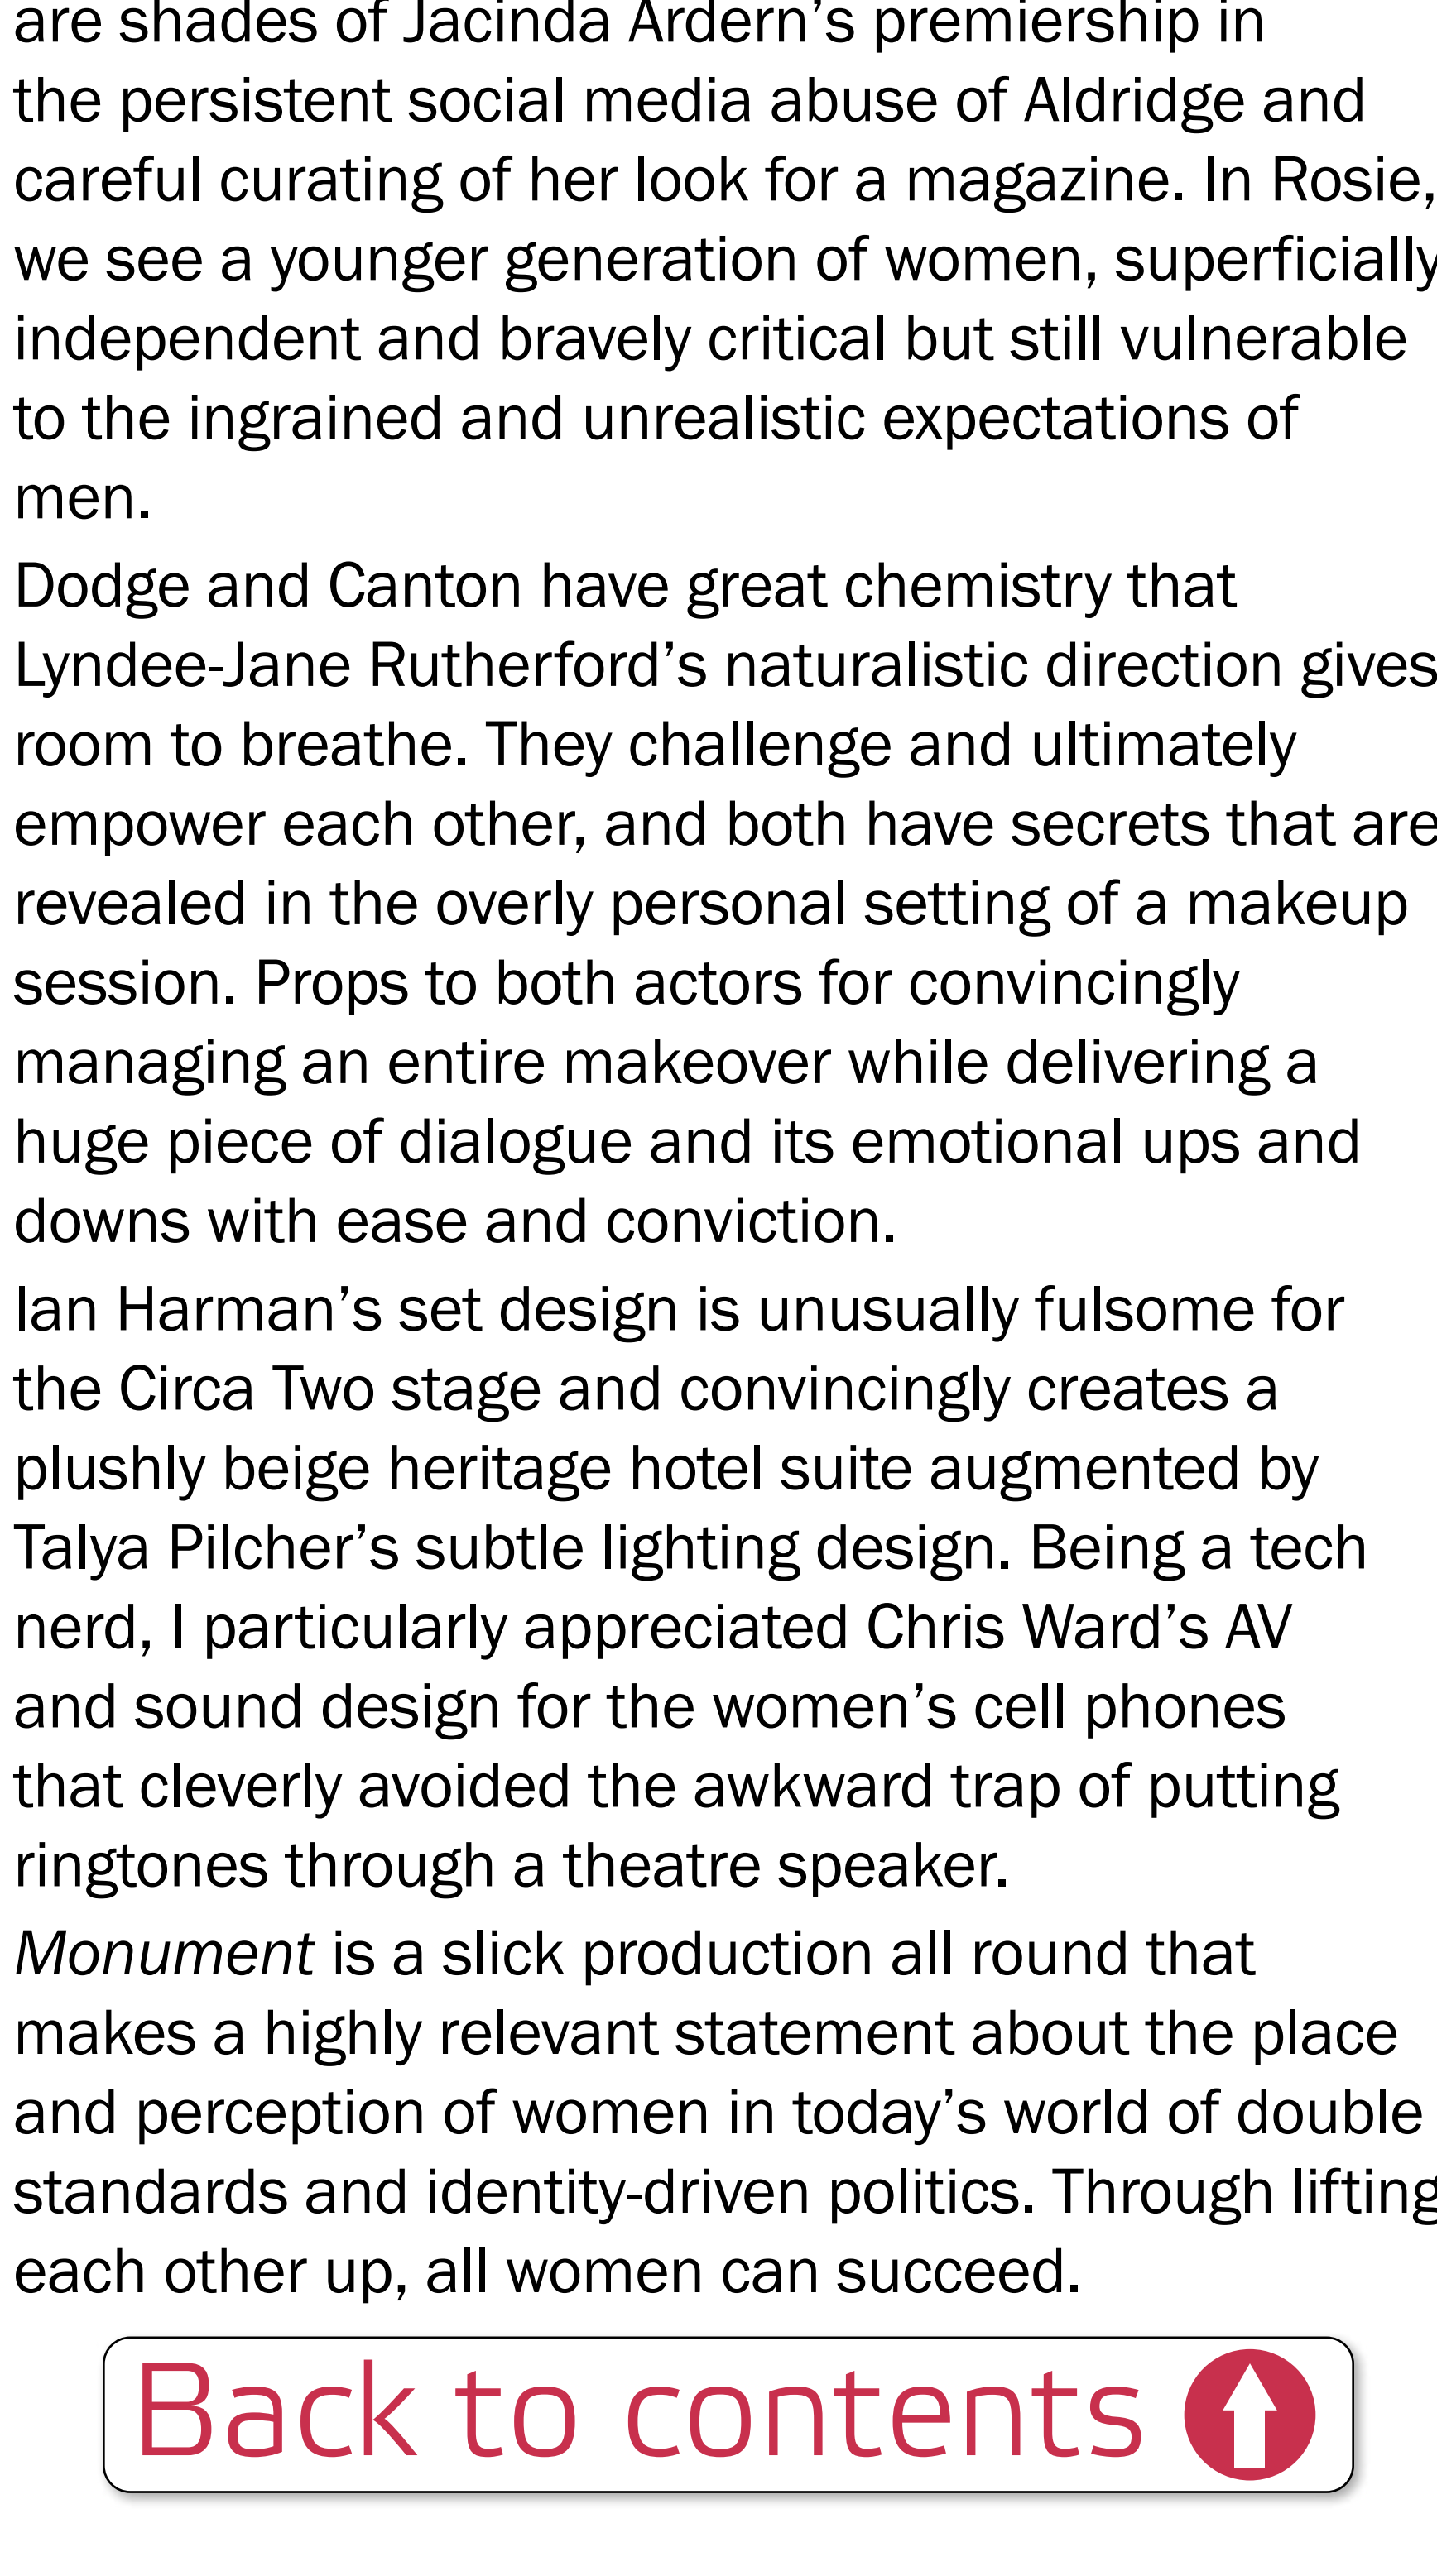 are shades of Jacinda Ardern’s premiership in
the persistent social media abuse of Aldridge and
careful curating of her look for a magazine. In Rosie,
we see a younger generation of women, superficially
independent and bravely critical but still vulnerable
to the ingrained and unrealistic expectations of
men.
Dodge and Canton have great chemistry that
Lyndee-Jane Rutherford’s naturalistic direction gives
room to breathe. They challenge and ultimately
empower each other, and both have secrets that are
revealed in the overly personal setting of a makeup
session. Props to both actors for convincingly
managing an entire makeover while delivering a
huge piece of dialogue and its emotional ups and
downs with ease and conviction.
Ian Harman’s set design is unusually fulsome for
the Circa Two stage and convincingly creates a
plushly beige heritage hotel suite augmented by
Talya Pilcher’s subtle lighting design. Being a tech
nerd, I particularly appreciated Chris Ward’s AV
and sound design for the women’s cell phones
that cleverly avoided the awkward trap of putting
ringtones through a theatre speaker.
Monument is a slick production all round that
makes a highly relevant statement about the place
and perception of women in today’s world of double
standards and identity-driven politics. Through lifting
each other up, all women can succeed.
Back to contents